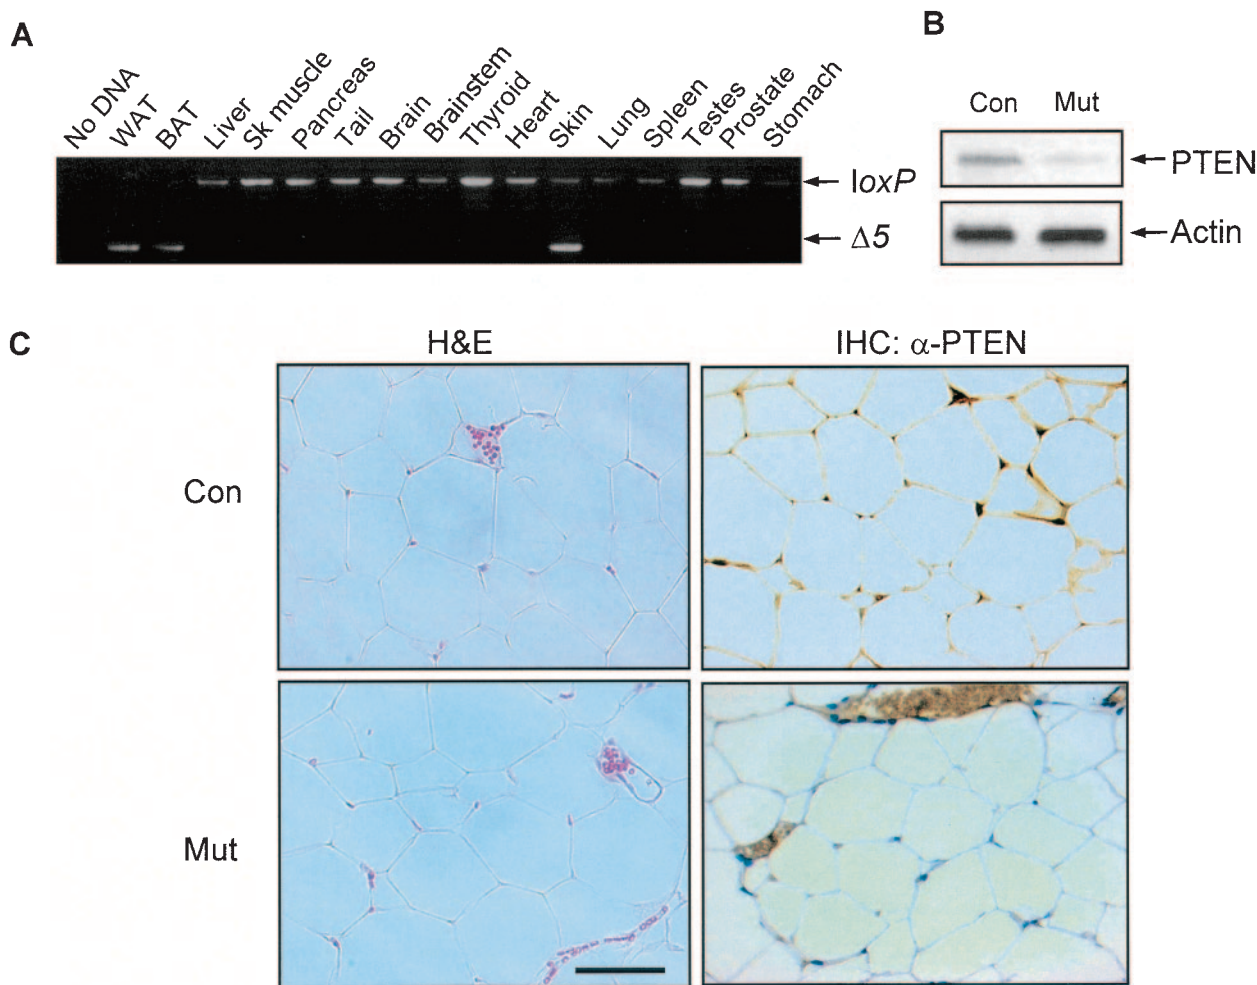 A
B
No DNA
WAT
BAT
Liver
Sk muscle
Pancreas
Tail
Brain
Brainstem
Thyroid
Heart
Skin
Lung
Spleen
Testes
Prostate
Stomach
loxP
Δ5
Con
Mut
PTEN
Actin
C
H&E
IHC: α-PTEN
Con
Mut